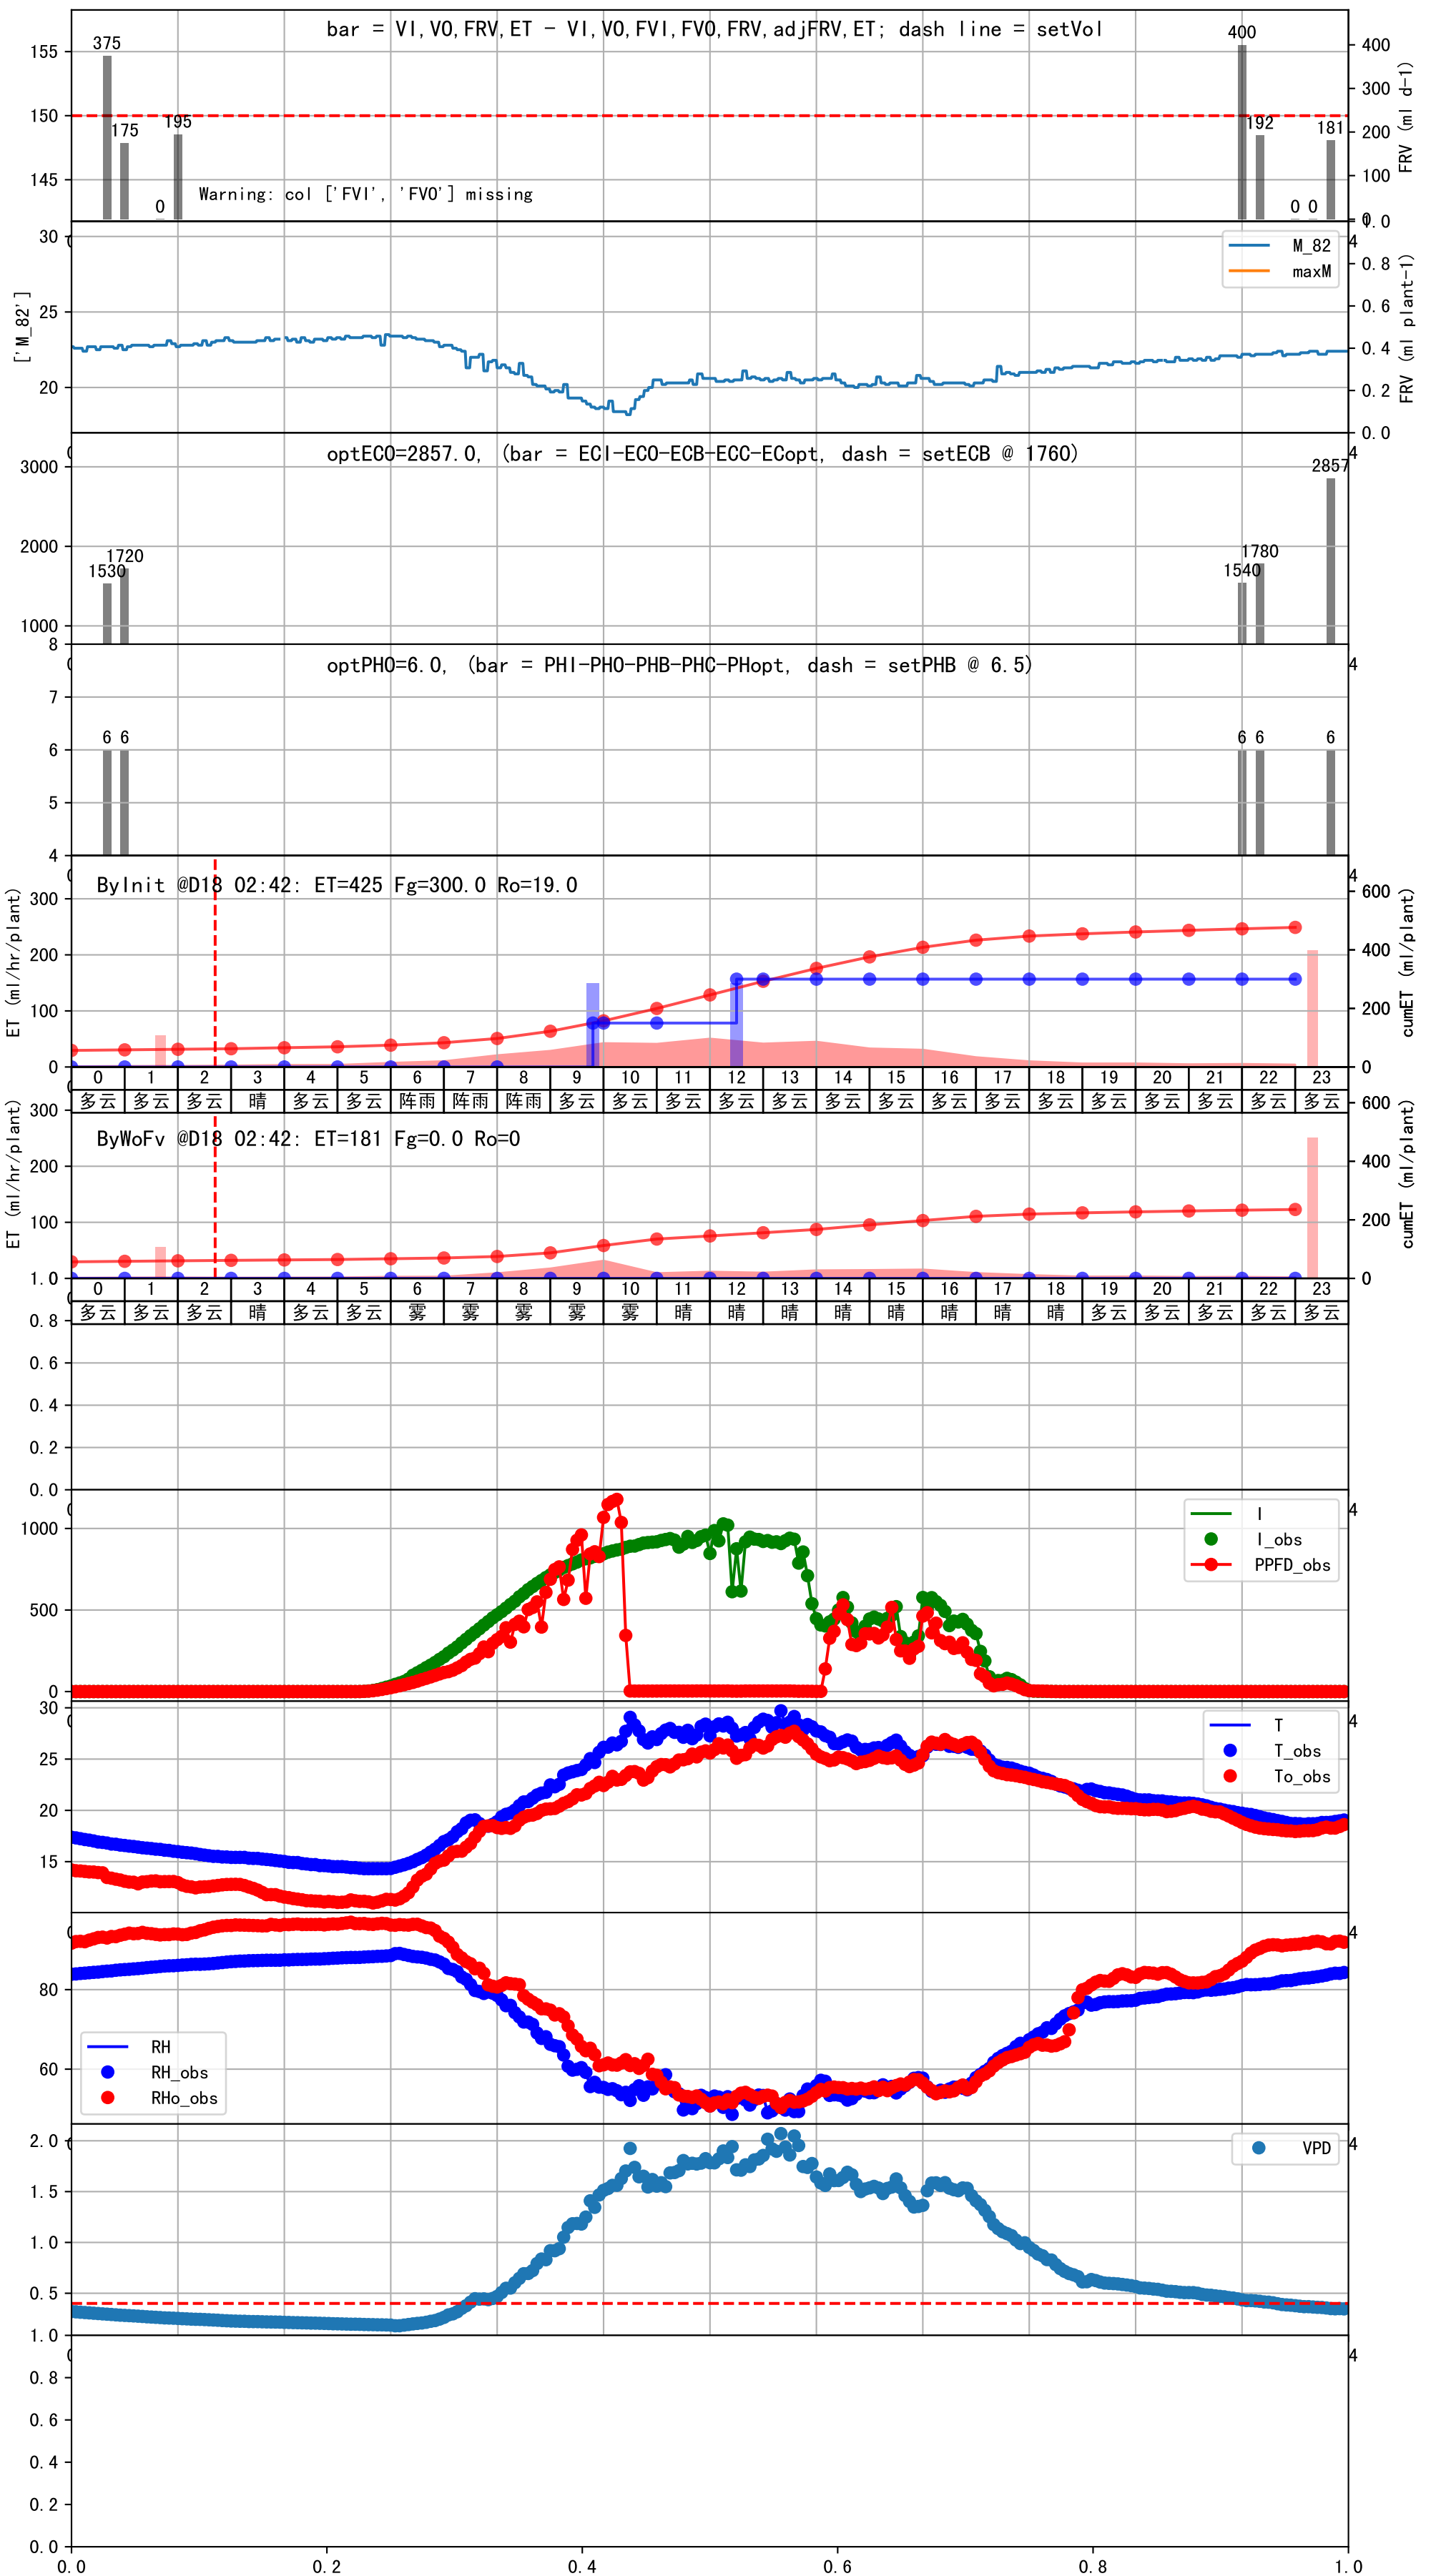 bar = VI,VO,FRV,ET - VI,VO,FVI,FVO,FRV,adjFRV,ET; dash line = setVol
375
175
0
195
400
192
0 0
181
Warning: col ['FVI', 'FVO'] missing
155
150
145
400
300
200
100
0
FRV (ml d-1)
['M_82']
30
25
20
M_82
maxM
1.0
0.8
0.6
0.4
0.2
0.0
FRV (ml plant-1)
optECO=2857.0, (bar = ECI-ECO-ECB-ECC-ECopt, dash = setECB @ 1760)
3000
2000
1000
1530
1720
1540
1780
2857
optPHO=6.0, (bar = PHI-PHO-PHB-PHC-PHopt, dash = setPHB @ 6.5)
8
7
6
5
4
6 6
6 6
6
ByInit @D18 02:42: ET=425 Fg=300.0 Ro=19.0
ET (ml/hr/plant)
300
200
100
0
600
400
200
0
cumET (ml/plant)
0 1 2 3 4 5 6 7 8 9 10 11 12 13 14 15 16 17 18 19 20 21 22 23
多云 多云 多云 晴 多云 多云 阵雨 阵雨 阵雨 多云 多云 多云 多云 多云 多云 多云 多云 多云 多云 多云 多云 多云 多云 多云
ByWoFv @D18 02:42: ET=181 Fg=0.0 Ro=0
ET (ml/hr/plant)
300
200
100
600
400
200
0
cumET (ml/plant)
0 1 2 3 4 5 6 7 8 9 10 11 12 13 14 15 16 17 18 19 20 21 22 23
多云 多云 多云 晴 多云 多云 雾 雾 雾 雾 雾 晴 晴 晴 晴 晴 晴 晴 晴 多云 多云 多云 多云 多云
1.0
0.8
0.6
0.4
0.2
0.0
1000
500
0
I
I_obs
PPFD_obs
30
25
20
15
T
T_obs
To_obs
80
60
RH
RH_obs
RHo_obs
2.0
1.5
1.0
0.5
VPD
1.0
0.8
0.6
0.4
0.2
0.0
0.0 0.2 0.4 0.6 0.8 1.0